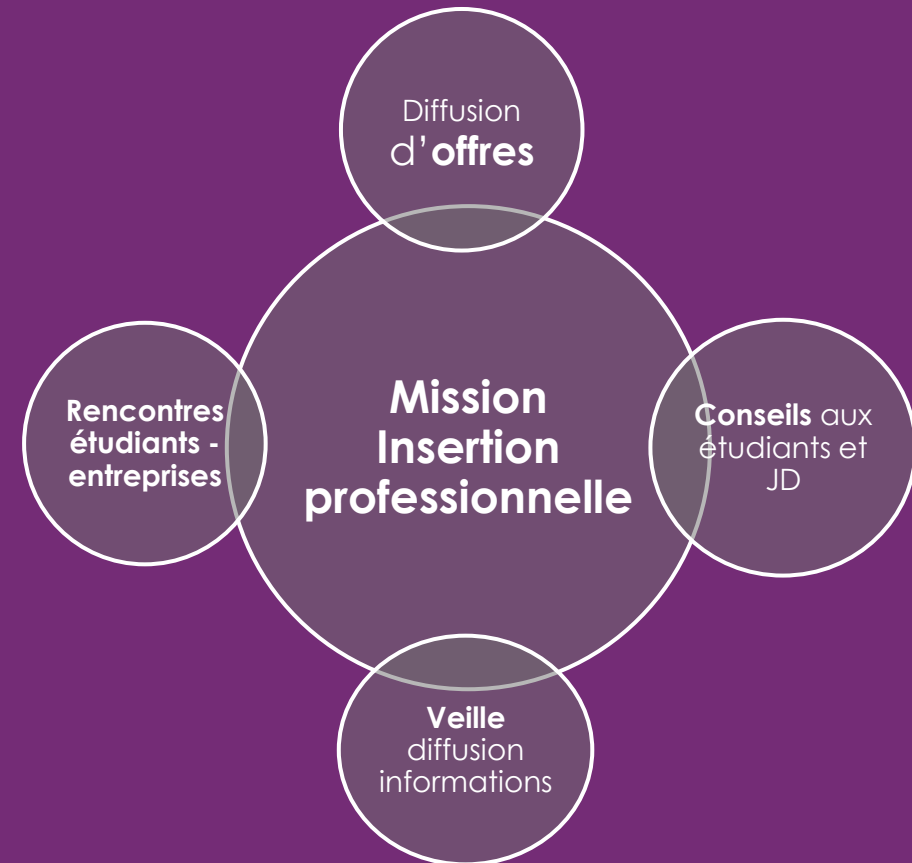 Diffusion
d’offres
Rencontres
étudiants -
entreprises
Mission
Insertion
professionnelle
Conseils aux
étudiants et
JD
Veille
diffusion
informations